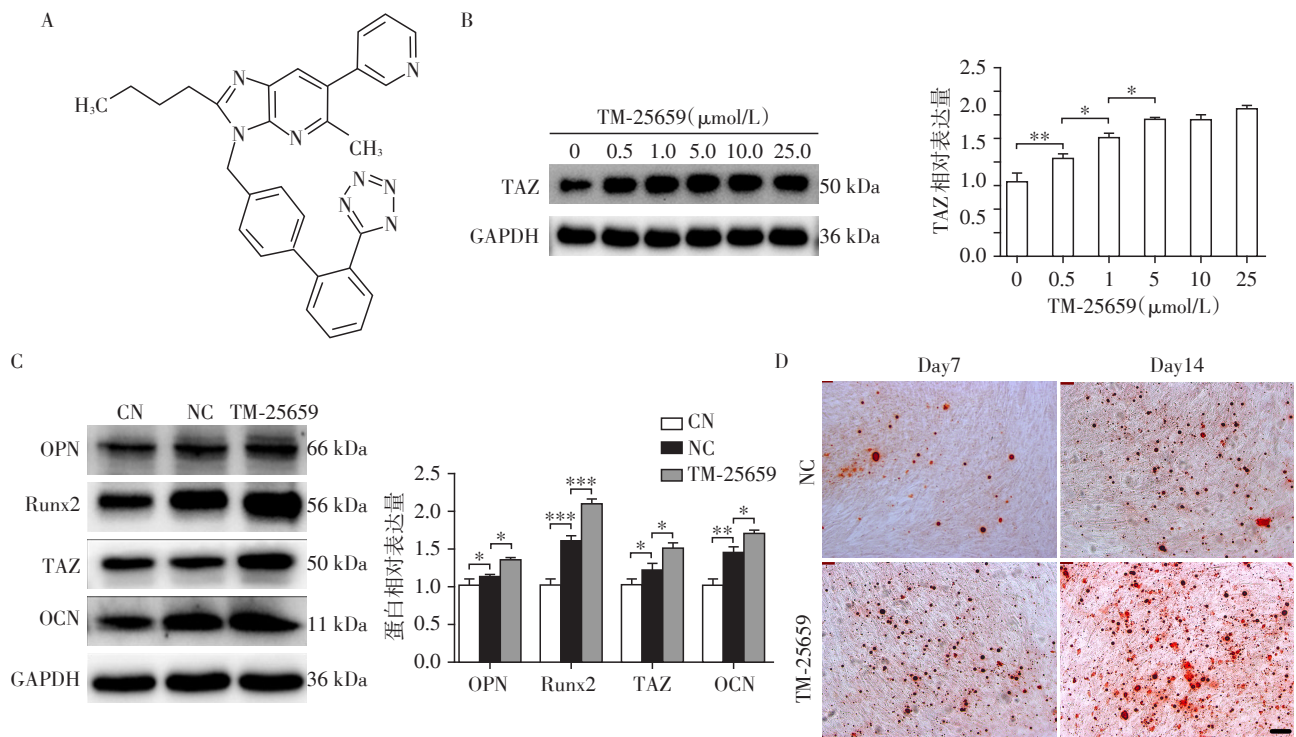 A
H₃C
N
N
N
N
CH₃
N
N
N
N
H
B
TM-25659(μmol/L)
0 0.5 1.0 5.0 10.0 25.0
TAZ 50 kDa
GAPDH 36 kDa
TAZ 相对表达量
2.5
2.0
1.5
1.0
0.5
0.0
** * *
0 0.5 1 5 10 25
TM-25659(μmol/L)
C
CN NC TM-25659
OPN 66 kDa
Runx2 56 kDa
TAZ 50 kDa
OCN 11 kDa
GAPDH 36 kDa
CN
NC
TM-25659
蛋白相对表达量
2.5
2.0
1.5
1.0
0.5
0.0
* * *** *** * * ** *
OPN Runx2 TAZ OCN
D
Day7 Day14
NC
TM-25659